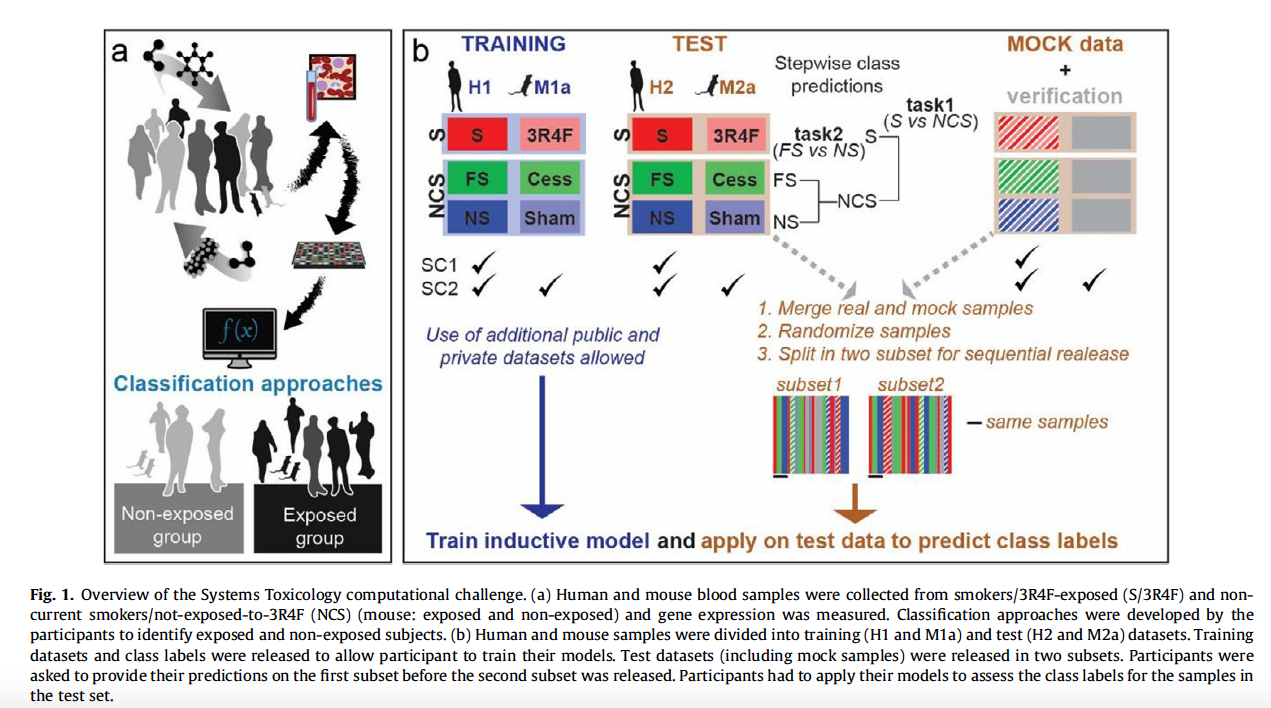 a
f(x)
Classification approaches
Non-exposed
group
Exposed
group
b
TRAINING
H1
M1a
S
S
3R4F
NCS
FS
Cess
NS
Sham
SC1
SC2
Use of additional public and
private datasets allowed
TEST
H2
M2a
S
S
3R4F
NCS
FS
Cess
NS
Sham
Stepwise class
predictions
task1
(S vs NCS)
task2
(FS vs NS)
S
FS
NCS
NS
MOCK data
+
verification
1. Merge real and mock samples
2. Randomize samples
3. Split in two subset for sequential realease
subset1
subset2
same samples
Train inductive model and apply on test data to predict class labels
Fig. 1. Overview of the Systems Toxicology computational challenge. (a) Human and mouse blood samples were collected from smokers/3R4F-exposed (S/3R4F) and non-
current smokers/not-exposed-to-3R4F (NCS) (mouse: exposed and non-exposed) and gene expression was measured. Classification approaches were developed by the
participants to identify exposed and non-exposed subjects. (b) Human and mouse samples were divided into training (H1 and M1a) and test (H2 and M2a) datasets. Training
datasets and class labels were released to allow participant to train their models. Test datasets (including mock samples) were released in two subsets. Participants were
asked to provide their predictions on the first subset before the second subset was released. Participants had to apply their models to assess the class labels for the samples in
the test set.